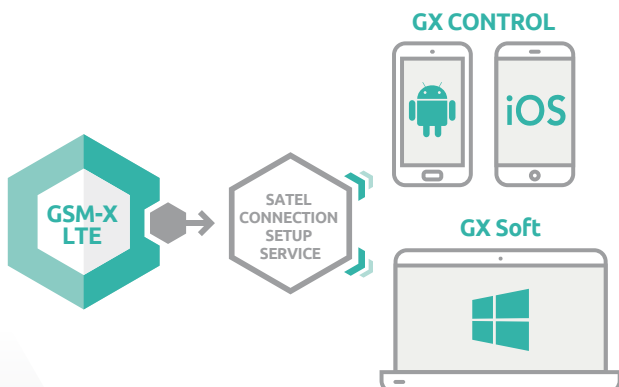 GX CONTROL
iOS
GSM-X
LTE
SATEL
CONNECTION
SETUP
SERVICE
GX Soft